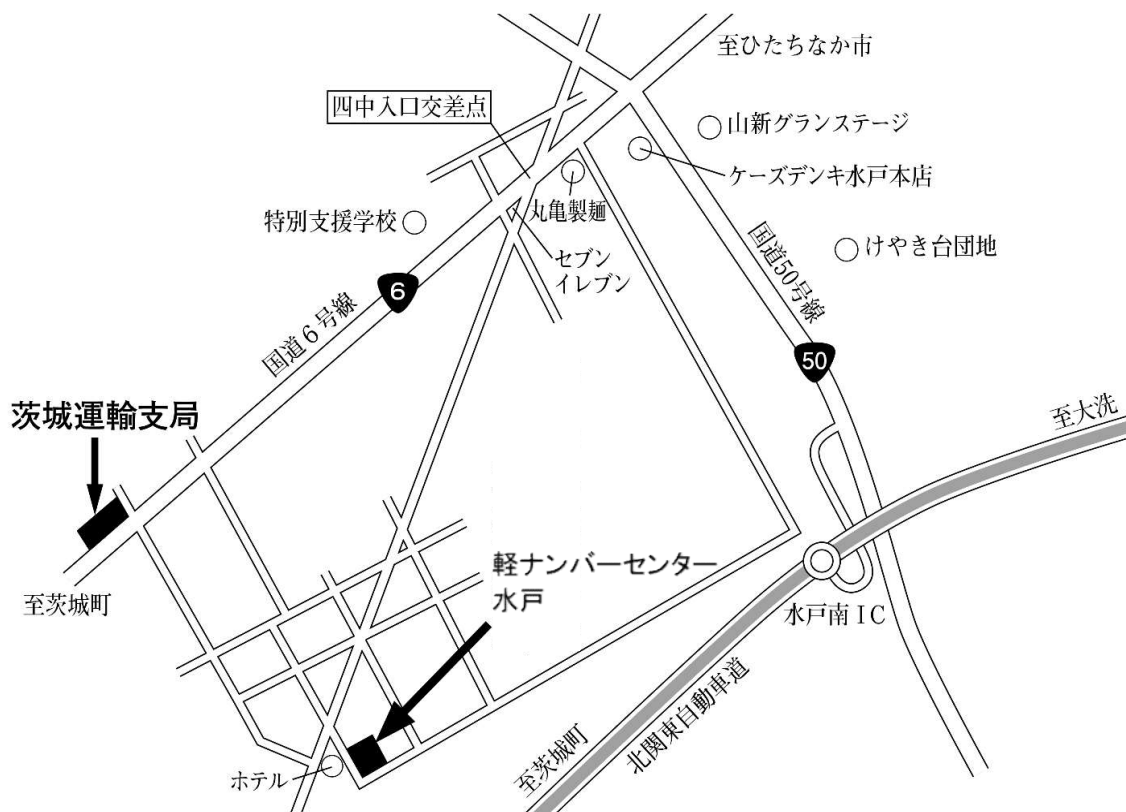 至ひたちなか市
四中入口交差点
山新グランステージ
ケーズデンキ水戸本店
丸亀製麺
特別支援学校
けやき台団地
セブン
イレブン
国道50号線
6
国道6号線
50
茨城運輸支局
至大洗
軽ナンバーセンター
水戸
至茨城町
水戸南IC
北関東自動車道
至茨城町
ホテル